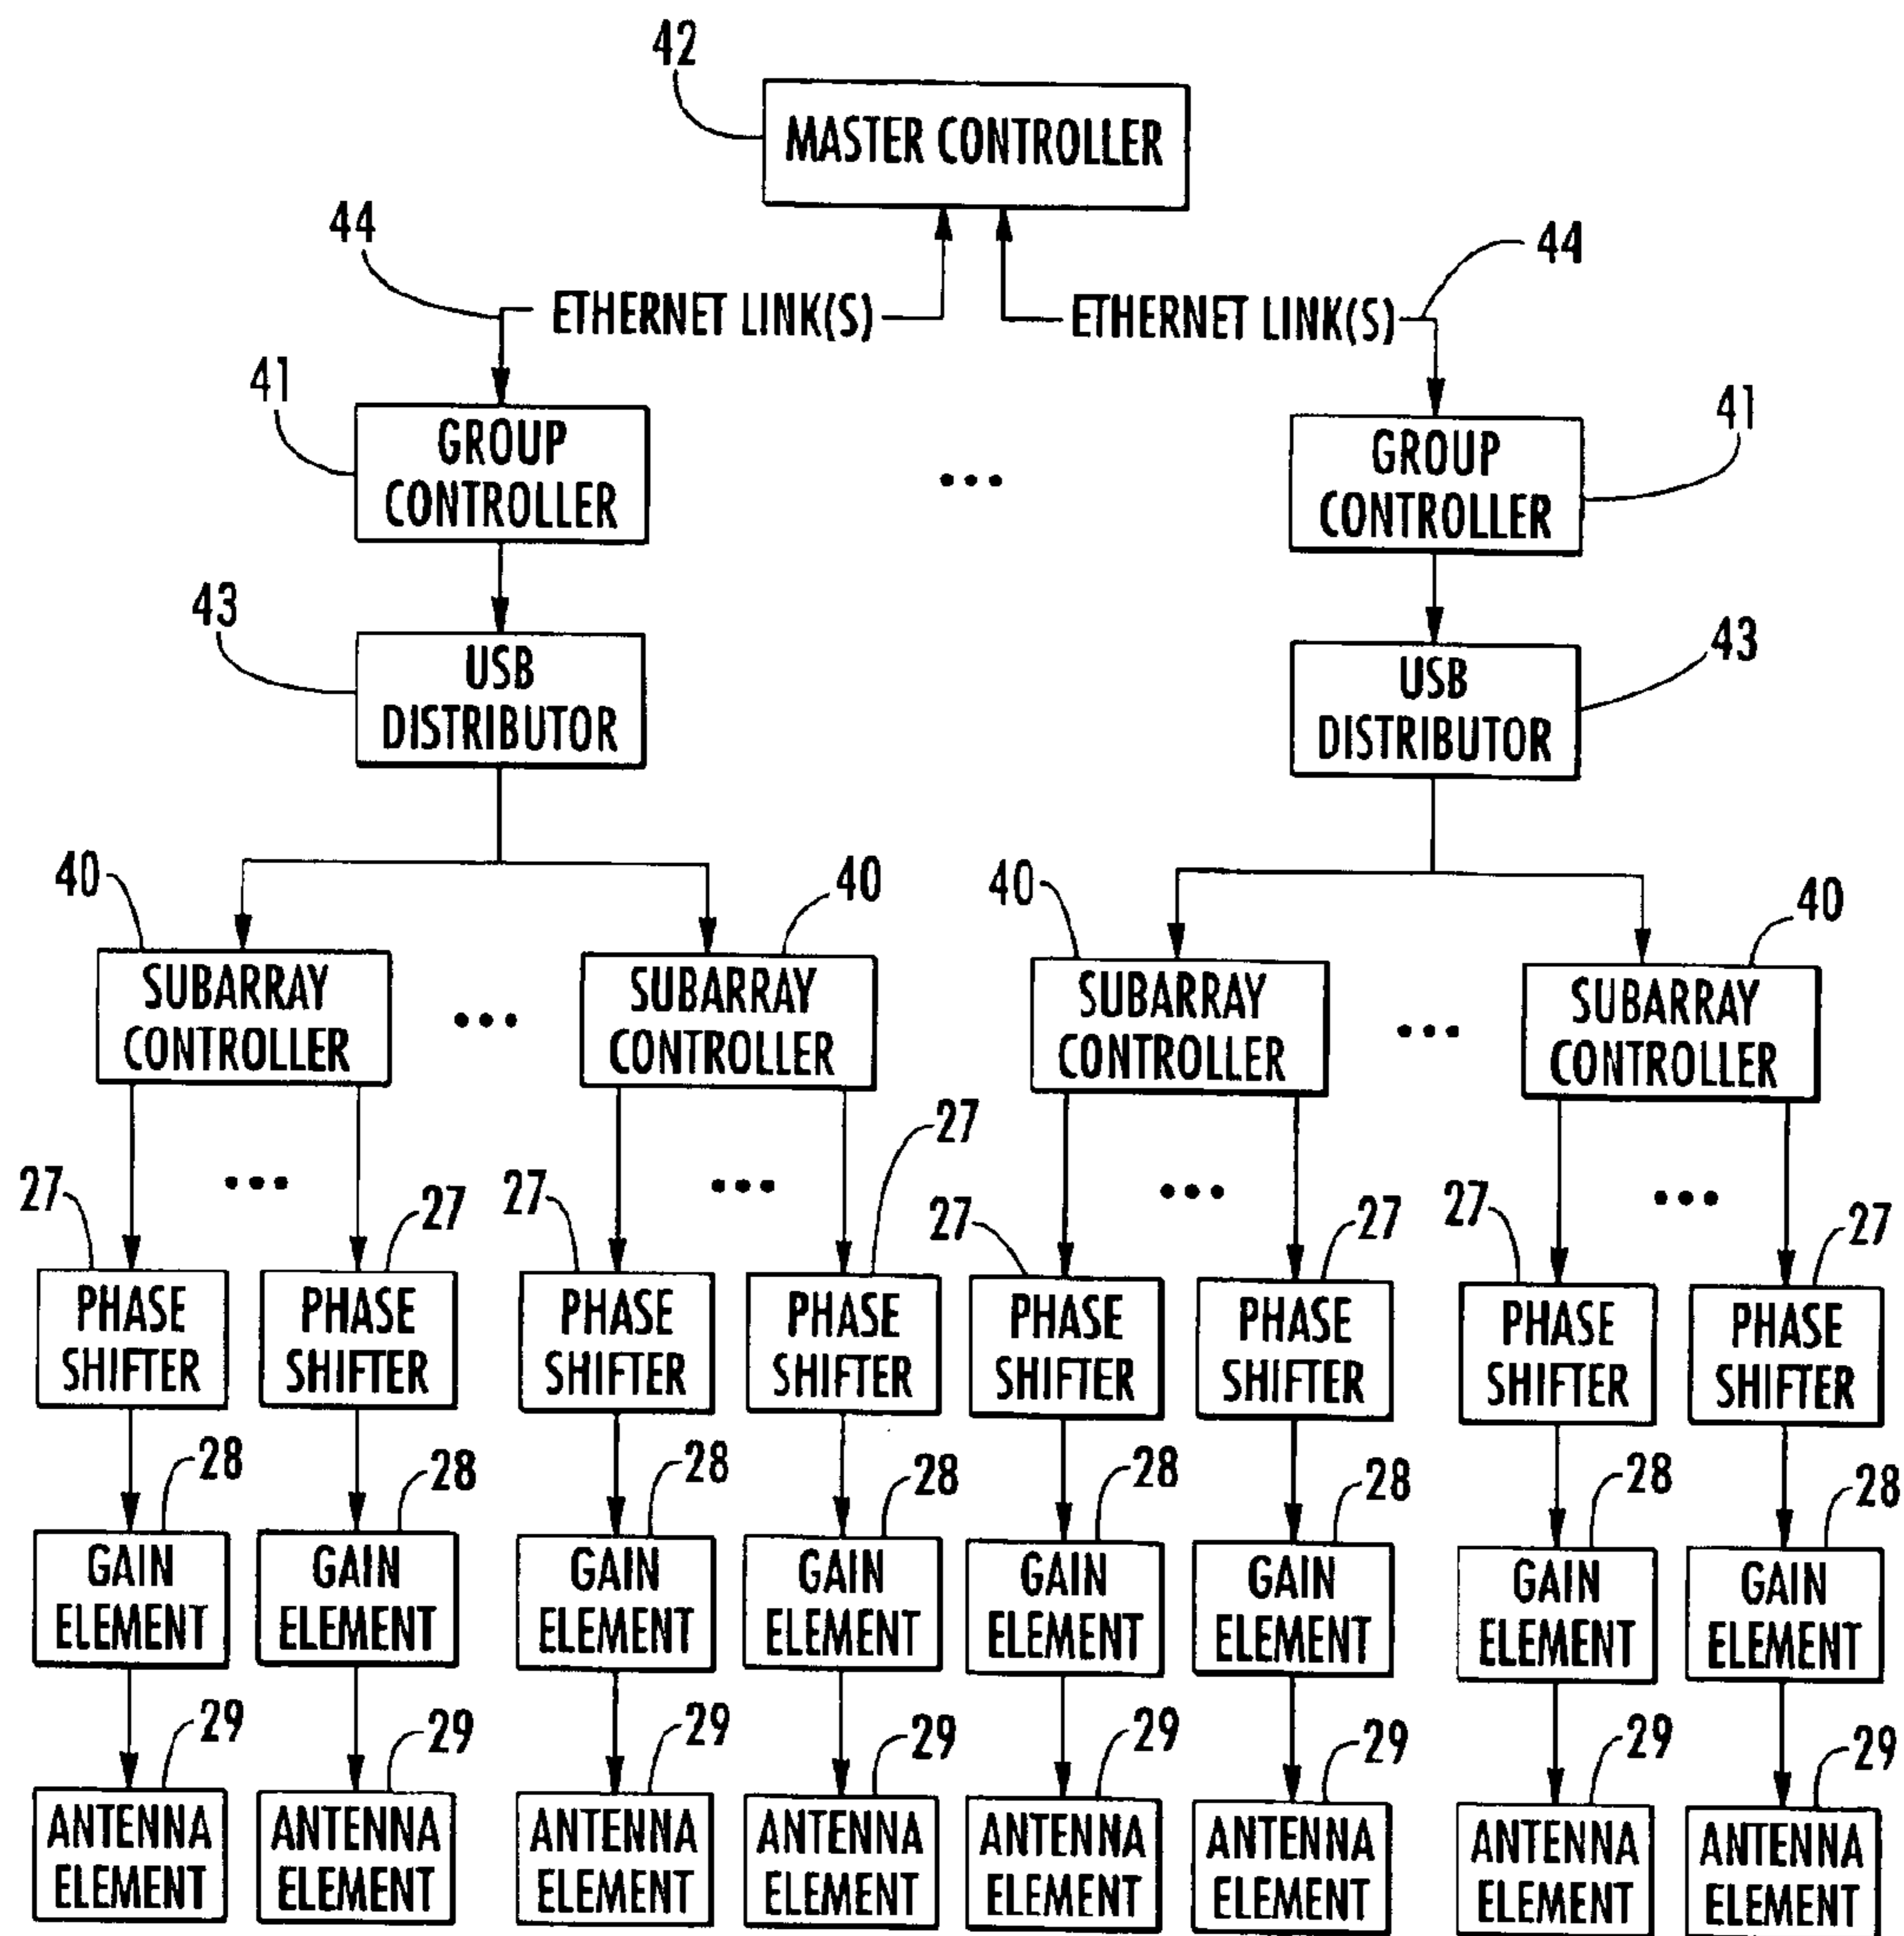 42
MASTER CONTROLLER
44
44
ETHERNET LINK(S)
ETHERNET LINK(S)
41
41
GROUP
CONTROLLER
...
GROUP
CONTROLLER
43
43
USB
DISTRIBUTOR
USB
DISTRIBUTOR
40
40
40
40
SUBARRAY
CONTROLLER
...
SUBARRAY
CONTROLLER
SUBARRAY
CONTROLLER
...
SUBARRAY
CONTROLLER
27
...
27
27
...
27
27
...
27
27
...
27
PHASE
SHIFTER
PHASE
SHIFTER
PHASE
SHIFTER
PHASE
SHIFTER
PHASE
SHIFTER
PHASE
SHIFTER
PHASE
SHIFTER
PHASE
SHIFTER
28
28
28
28
28
28
28
28
GAIN
ELEMENT
GAIN
ELEMENT
GAIN
ELEMENT
GAIN
ELEMENT
GAIN
ELEMENT
GAIN
ELEMENT
GAIN
ELEMENT
GAIN
ELEMENT
29
29
29
29
29
29
29
29
ANTENNA
ELEMENT
ANTENNA
ELEMENT
ANTENNA
ELEMENT
ANTENNA
ELEMENT
ANTENNA
ELEMENT
ANTENNA
ELEMENT
ANTENNA
ELEMENT
ANTENNA
ELEMENT